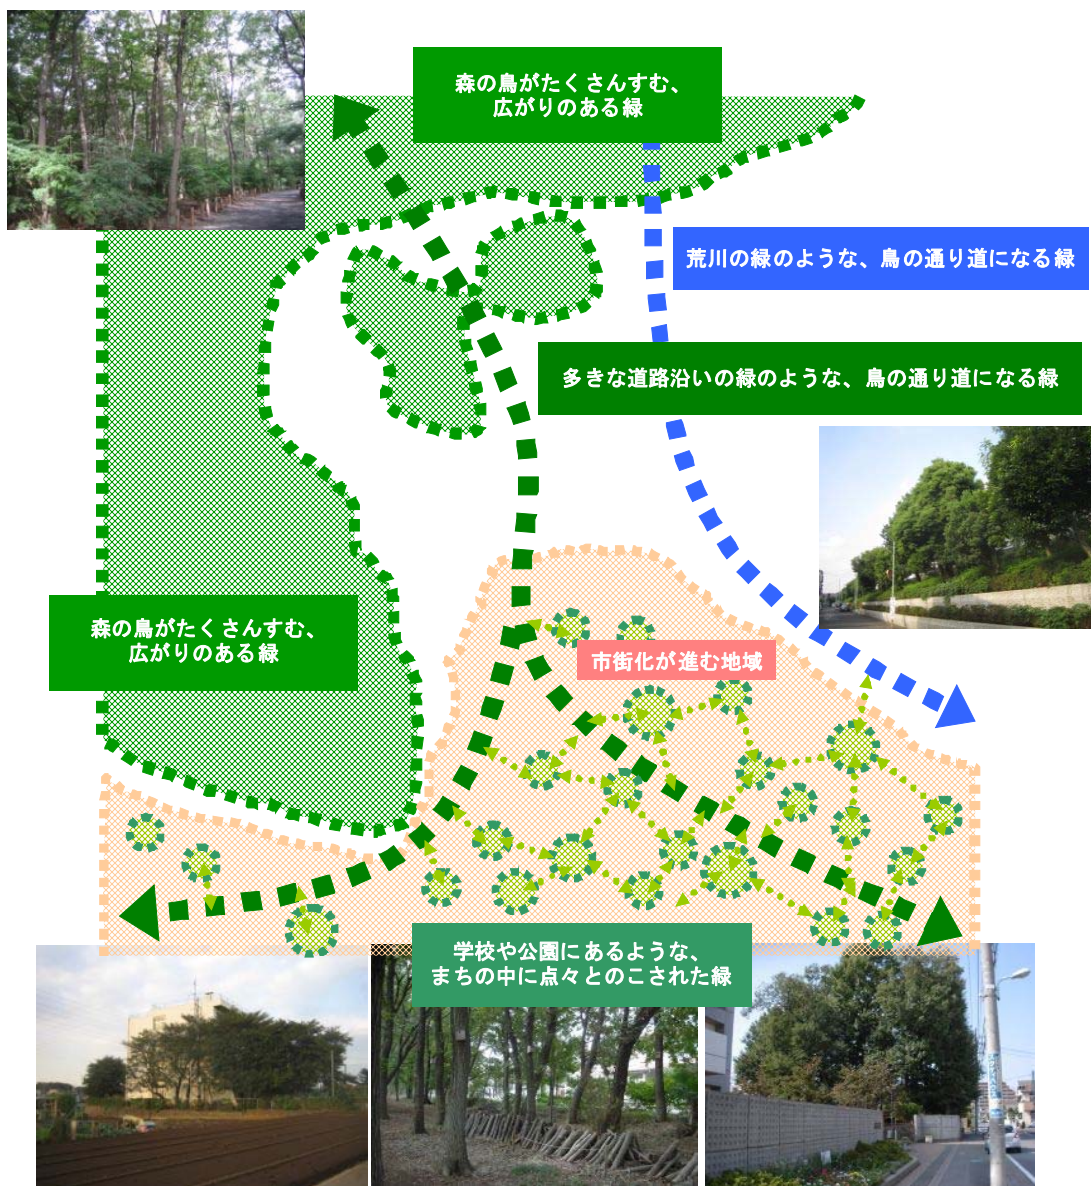 森の鳥がたくさんすむ、
広がりのある緑
荒川の緑のような、鳥の通り道になる緑
多きな道路沿いの緑のような、鳥の通り道になる緑
森の鳥がたくさんすむ、
広がりのある緑
市街化が進む地域
学校や公園にあるような、
まちの中に点々とのこされた緑